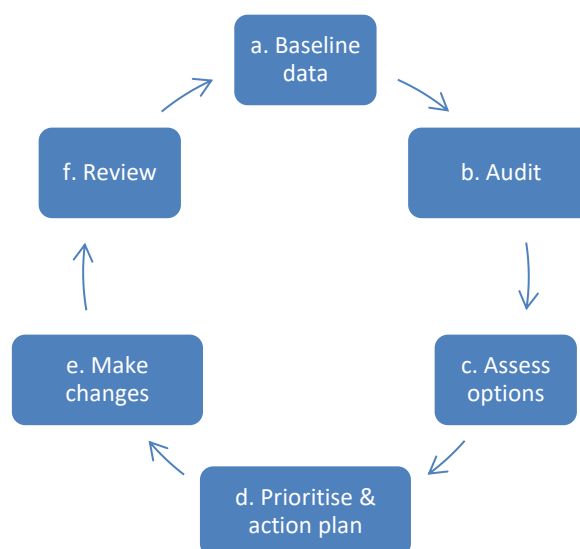 a. Baseline
data
b. Audit
c. Assess
options
d. Prioritise &
action plan
e. Make
changes
f. Review